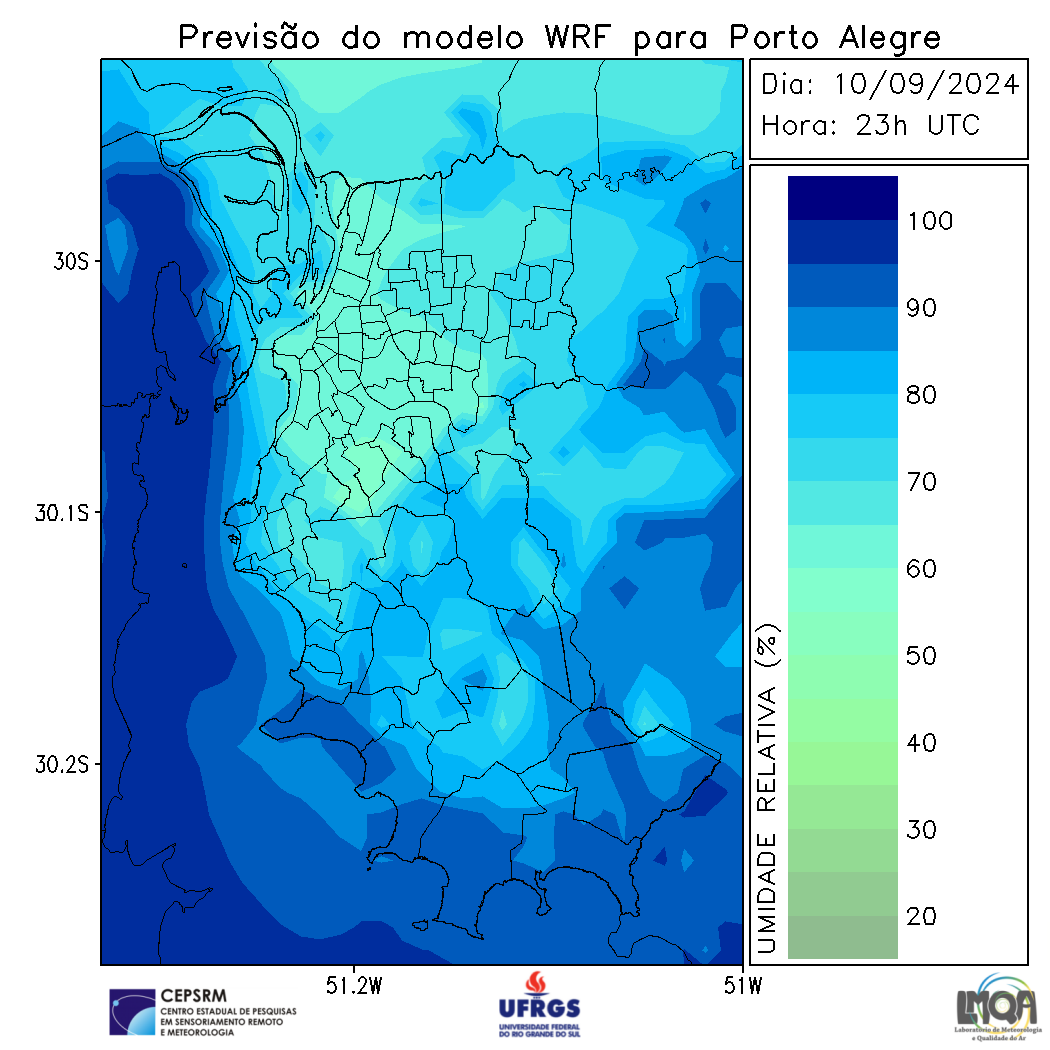 Previsão do modelo WRF para Porto Alegre
Dia: 10/09/2024
Hora: 23h UTC
30S
30.1S
30.2S
51.2W
51W
UMIDADE RELATIVA (%)
100
90
80
70
60
50
40
30
20
CEPSRM
CENTRO ESTADUAL DE PESQUISAS
EM SENSORIAMENTO REMOTO
E METEOROLOGIA
UFRGS
UNIVERSIDADE FEDERAL
DO RIO GRANDE DO SUL
LMQA
Laboratório de Meteorologia
e Qualidade do Ar